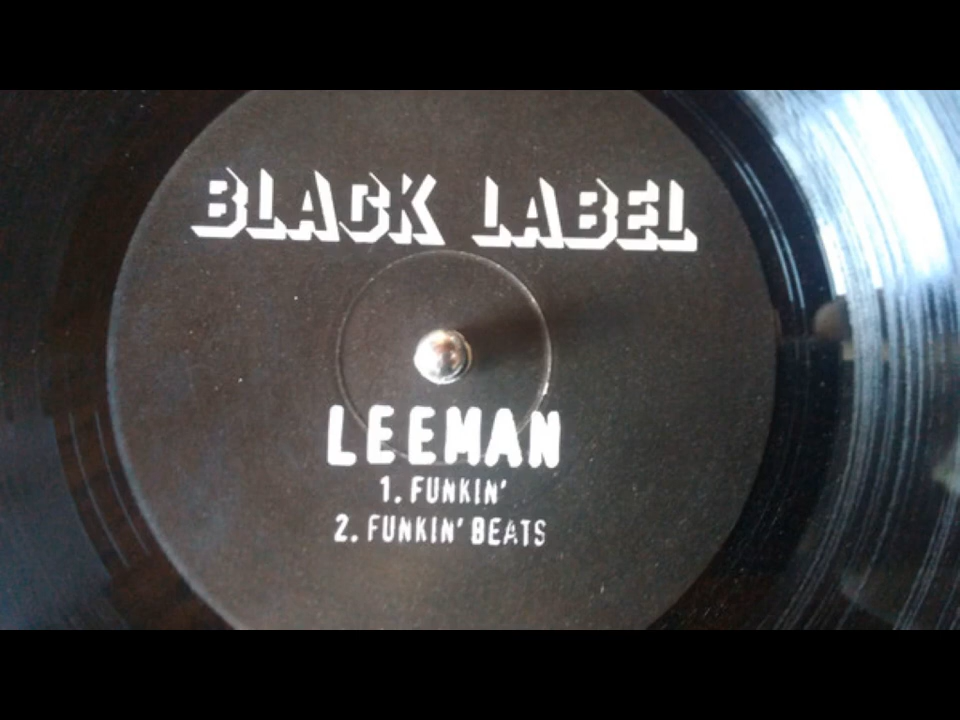 BLACK LABEL
LEEMAN
1. FUNKIN'
2. FUNKIN' BEATS